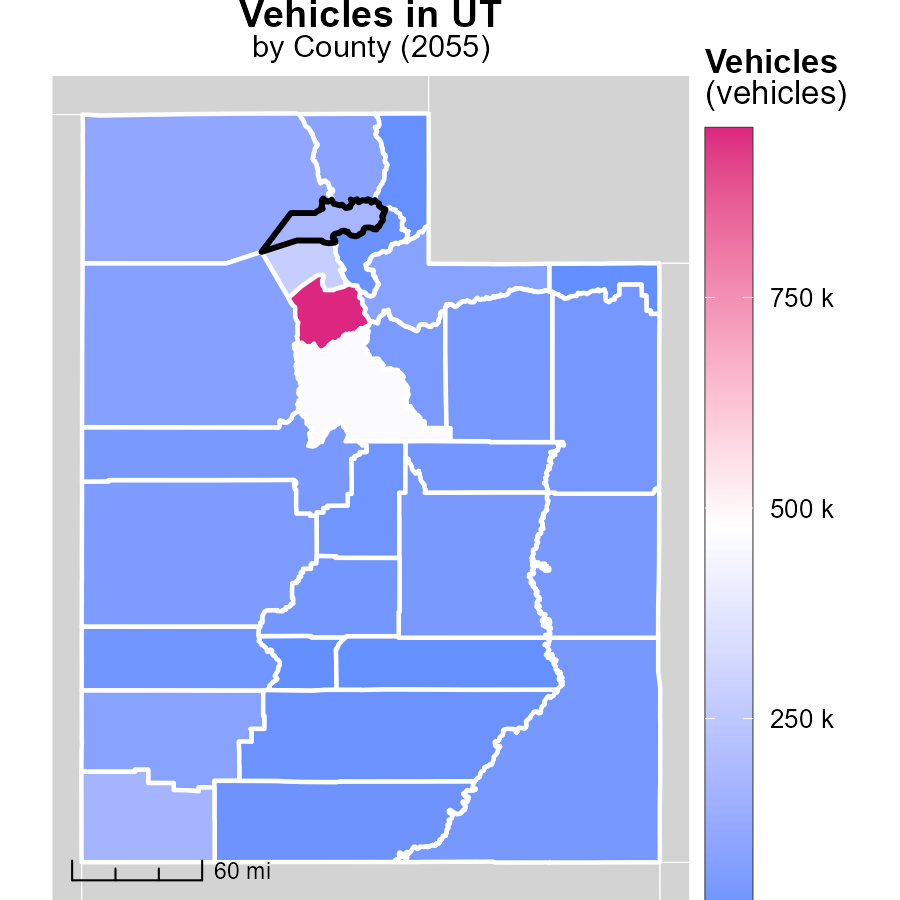 Vehicles in UT
by County (2055)
Vehicles
(vehicles)
750 k
500 k
250 k
60 mi